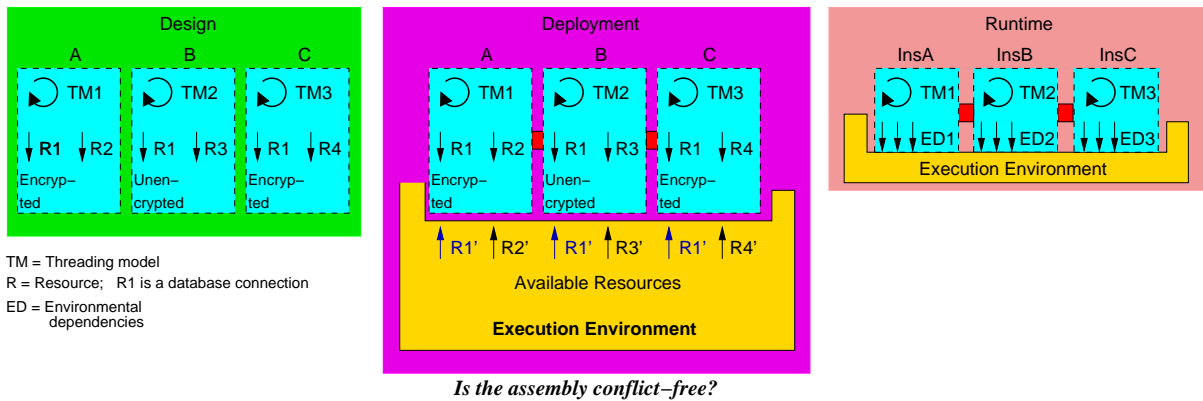 Design
A B C
TM1 TM2 TM3
R1 R2 R1 R3 R1 R4
Encryp– Unen– Encryp–
ted crypted ted
TM = Threading model
R = Resource; R1 is a database connection
ED = Environmental
dependencies
Deployment
A B C
TM1 TM2 TM3
R1 R2 R1 R3 R1 R4
Encryp– Unen– Encryp–
ted crypted ted
R1’ R2’ R1’ R3’ R1’ R4’
Available Resources
Execution Environment
Is the assembly conflict–free?
Runtime
InsA InsB InsC
TM1 TM2 TM3
ED1 ED2 ED3
Execution Environment